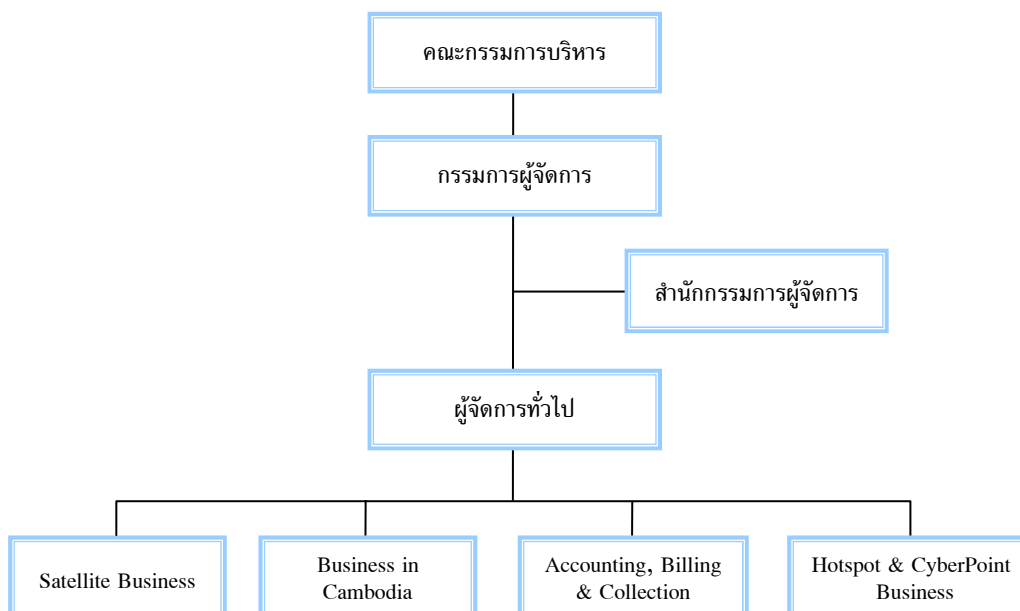 คณะกรรมการบริหาร
กรรมการผู้จัดการ
สำนักกรรมการผู้จัดการ
ผู้จัดการทั่วไป
Satellite Business
Business in
Cambodia
Accounting, Billing
& Collection
Hotspot & CyberPoint
Business